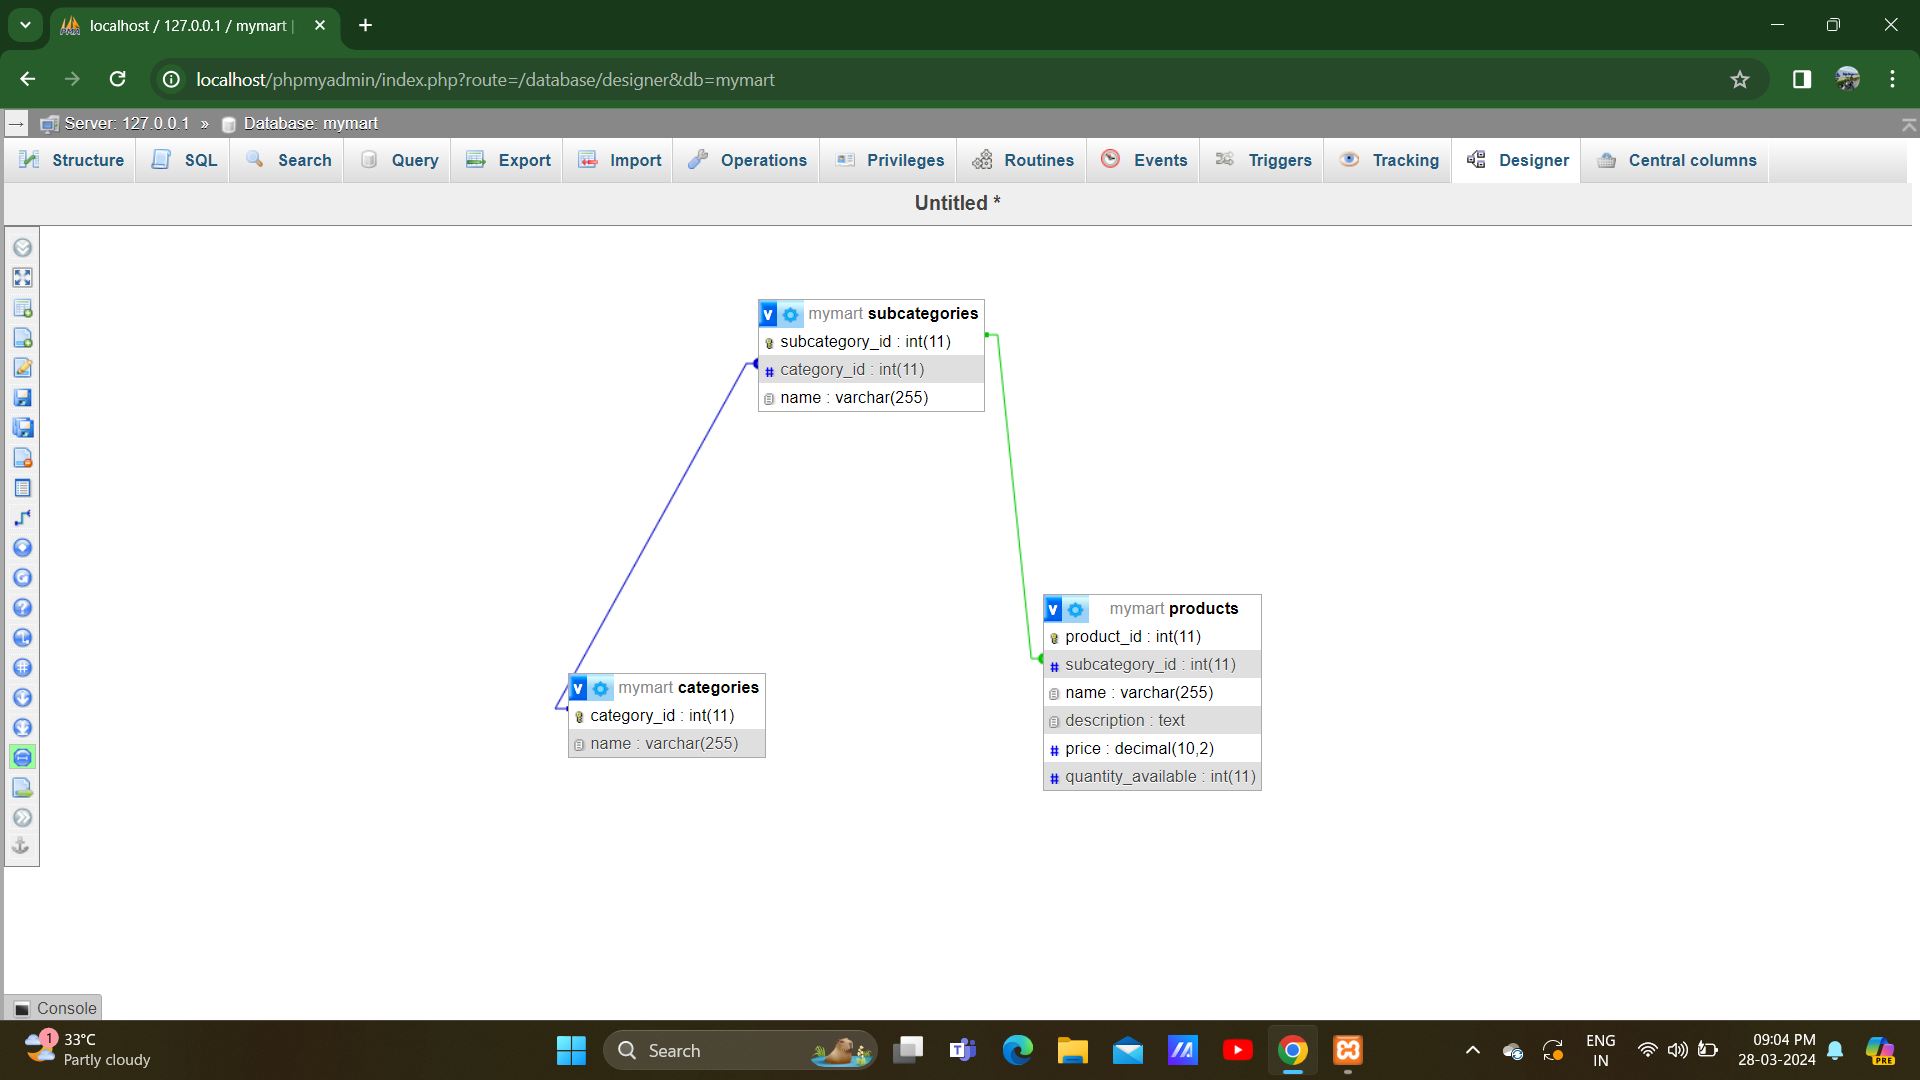 localhost / 127.0.0.1 / mymart |
localhost/phpmyadmin/index.php?route=/database/designer&db=mymart
Server: 127.0.0.1 » Database: mymart
Structure SQL Search Query Export Import Operations Privileges Routines Events Triggers Tracking Designer Central columns
Untitled *
v mymart subcategories
subcategory_id : int(11)
# category_id : int(11)
name : varchar(255)
v mymart products
product_id : int(11)
# subcategory_id : int(11)
name : varchar(255)
description : text
# price : decimal(10,2)
# quantity_available : int(11)
v mymart categories
category_id : int(11)
name : varchar(255)
Console
1
33°C
Partly cloudy
Search
ENG
IN
09:04 PM
28-03-2024
PRE